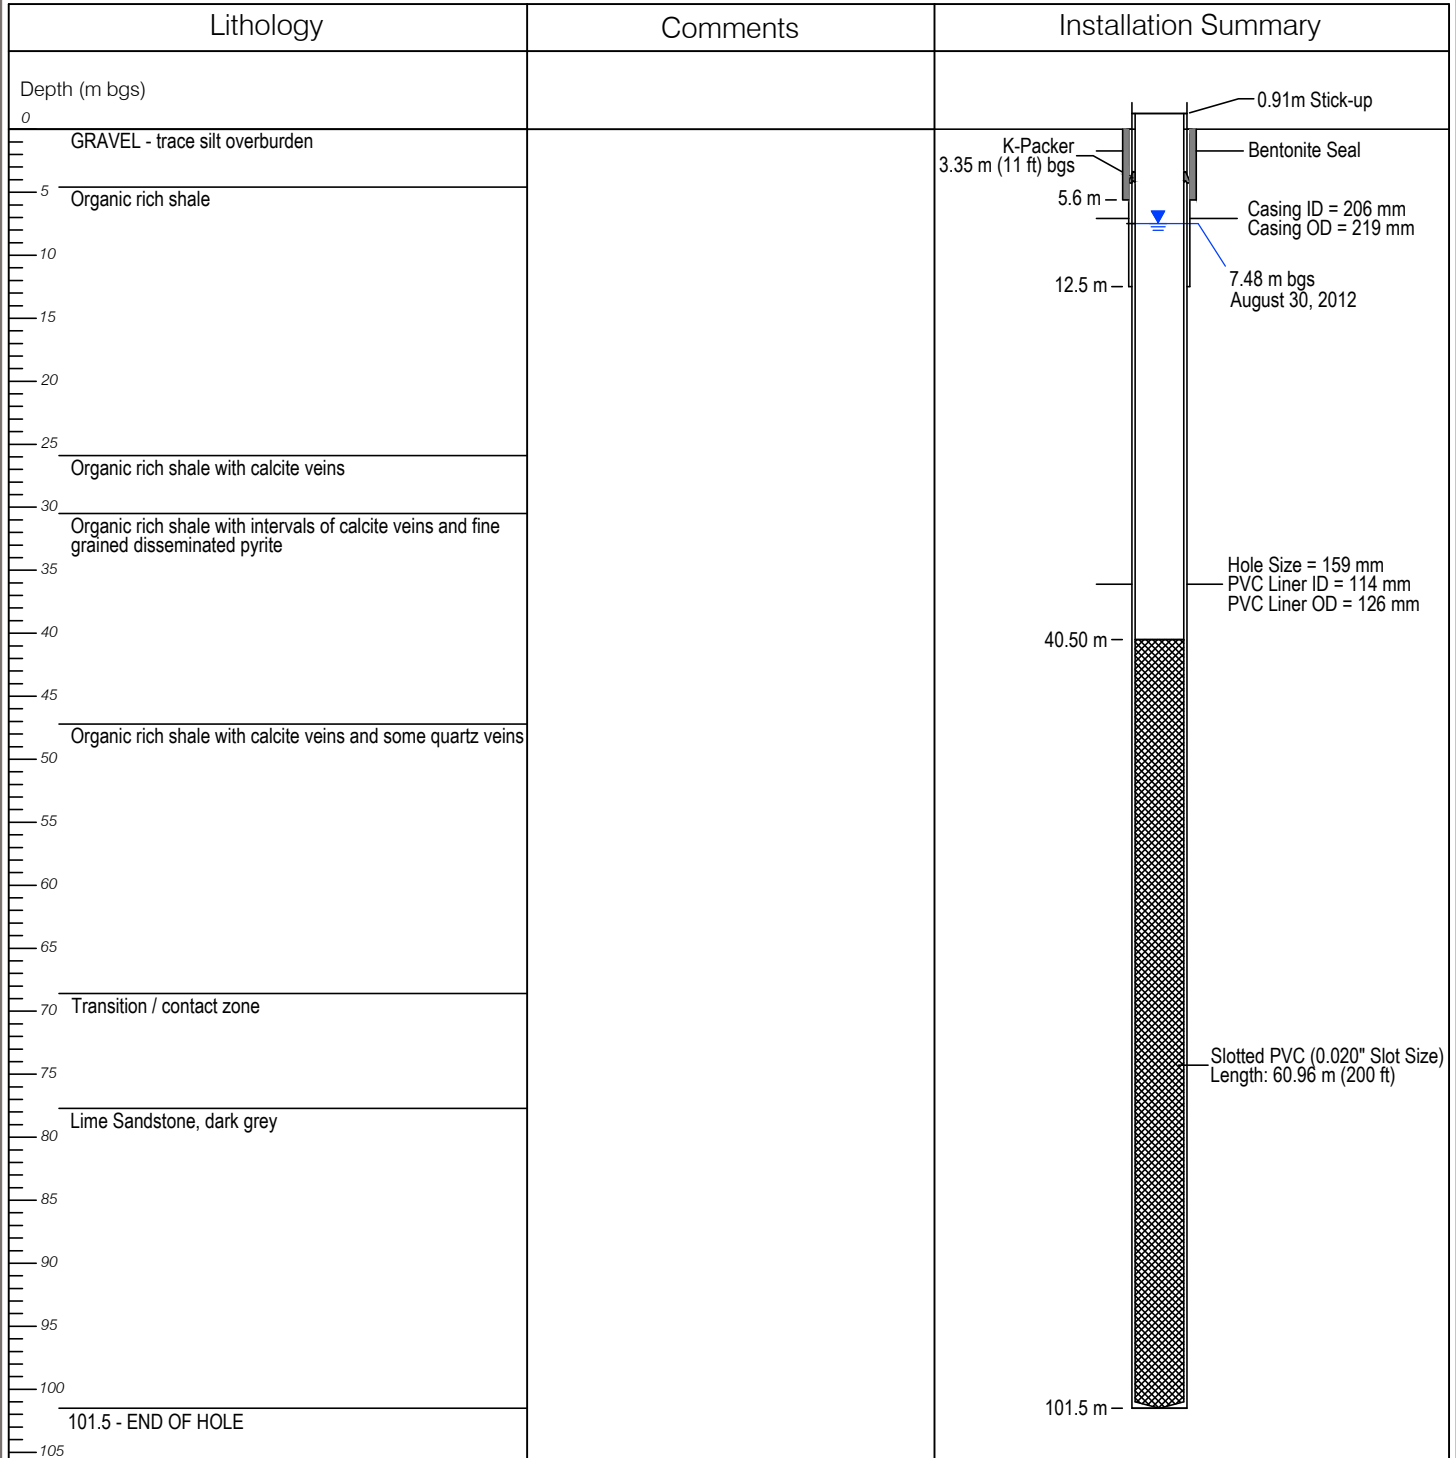 Lithology
Comments
Installation Summary
Depth (m bgs)
0
5
10
15
20
25
30
35
40
45
50
55
60
65
70
75
80
85
90
95
100
105
GRAVEL - trace silt overburden
Organic rich shale
Organic rich shale with calcite veins
Organic rich shale with intervals of calcite veins and fine
grained disseminated pyrite
Organic rich shale with calcite veins and some quartz veins
Transition / contact zone
Lime Sandstone, dark grey
101.5 - END OF HOLE
0.91m Stick-up
K-Packer
3.35 m (11 ft) bgs
Bentonite Seal
5.6 m
Casing ID = 206 mm
Casing OD = 219 mm
12.5 m
7.48 m bgs
August 30, 2012
Hole Size = 159 mm
PVC Liner ID = 114 mm
PVC Liner OD = 126 mm
40.50 m
Slotted PVC (0.020" Slot Size)
Length: 60.96 m (200 ft)
101.5 m